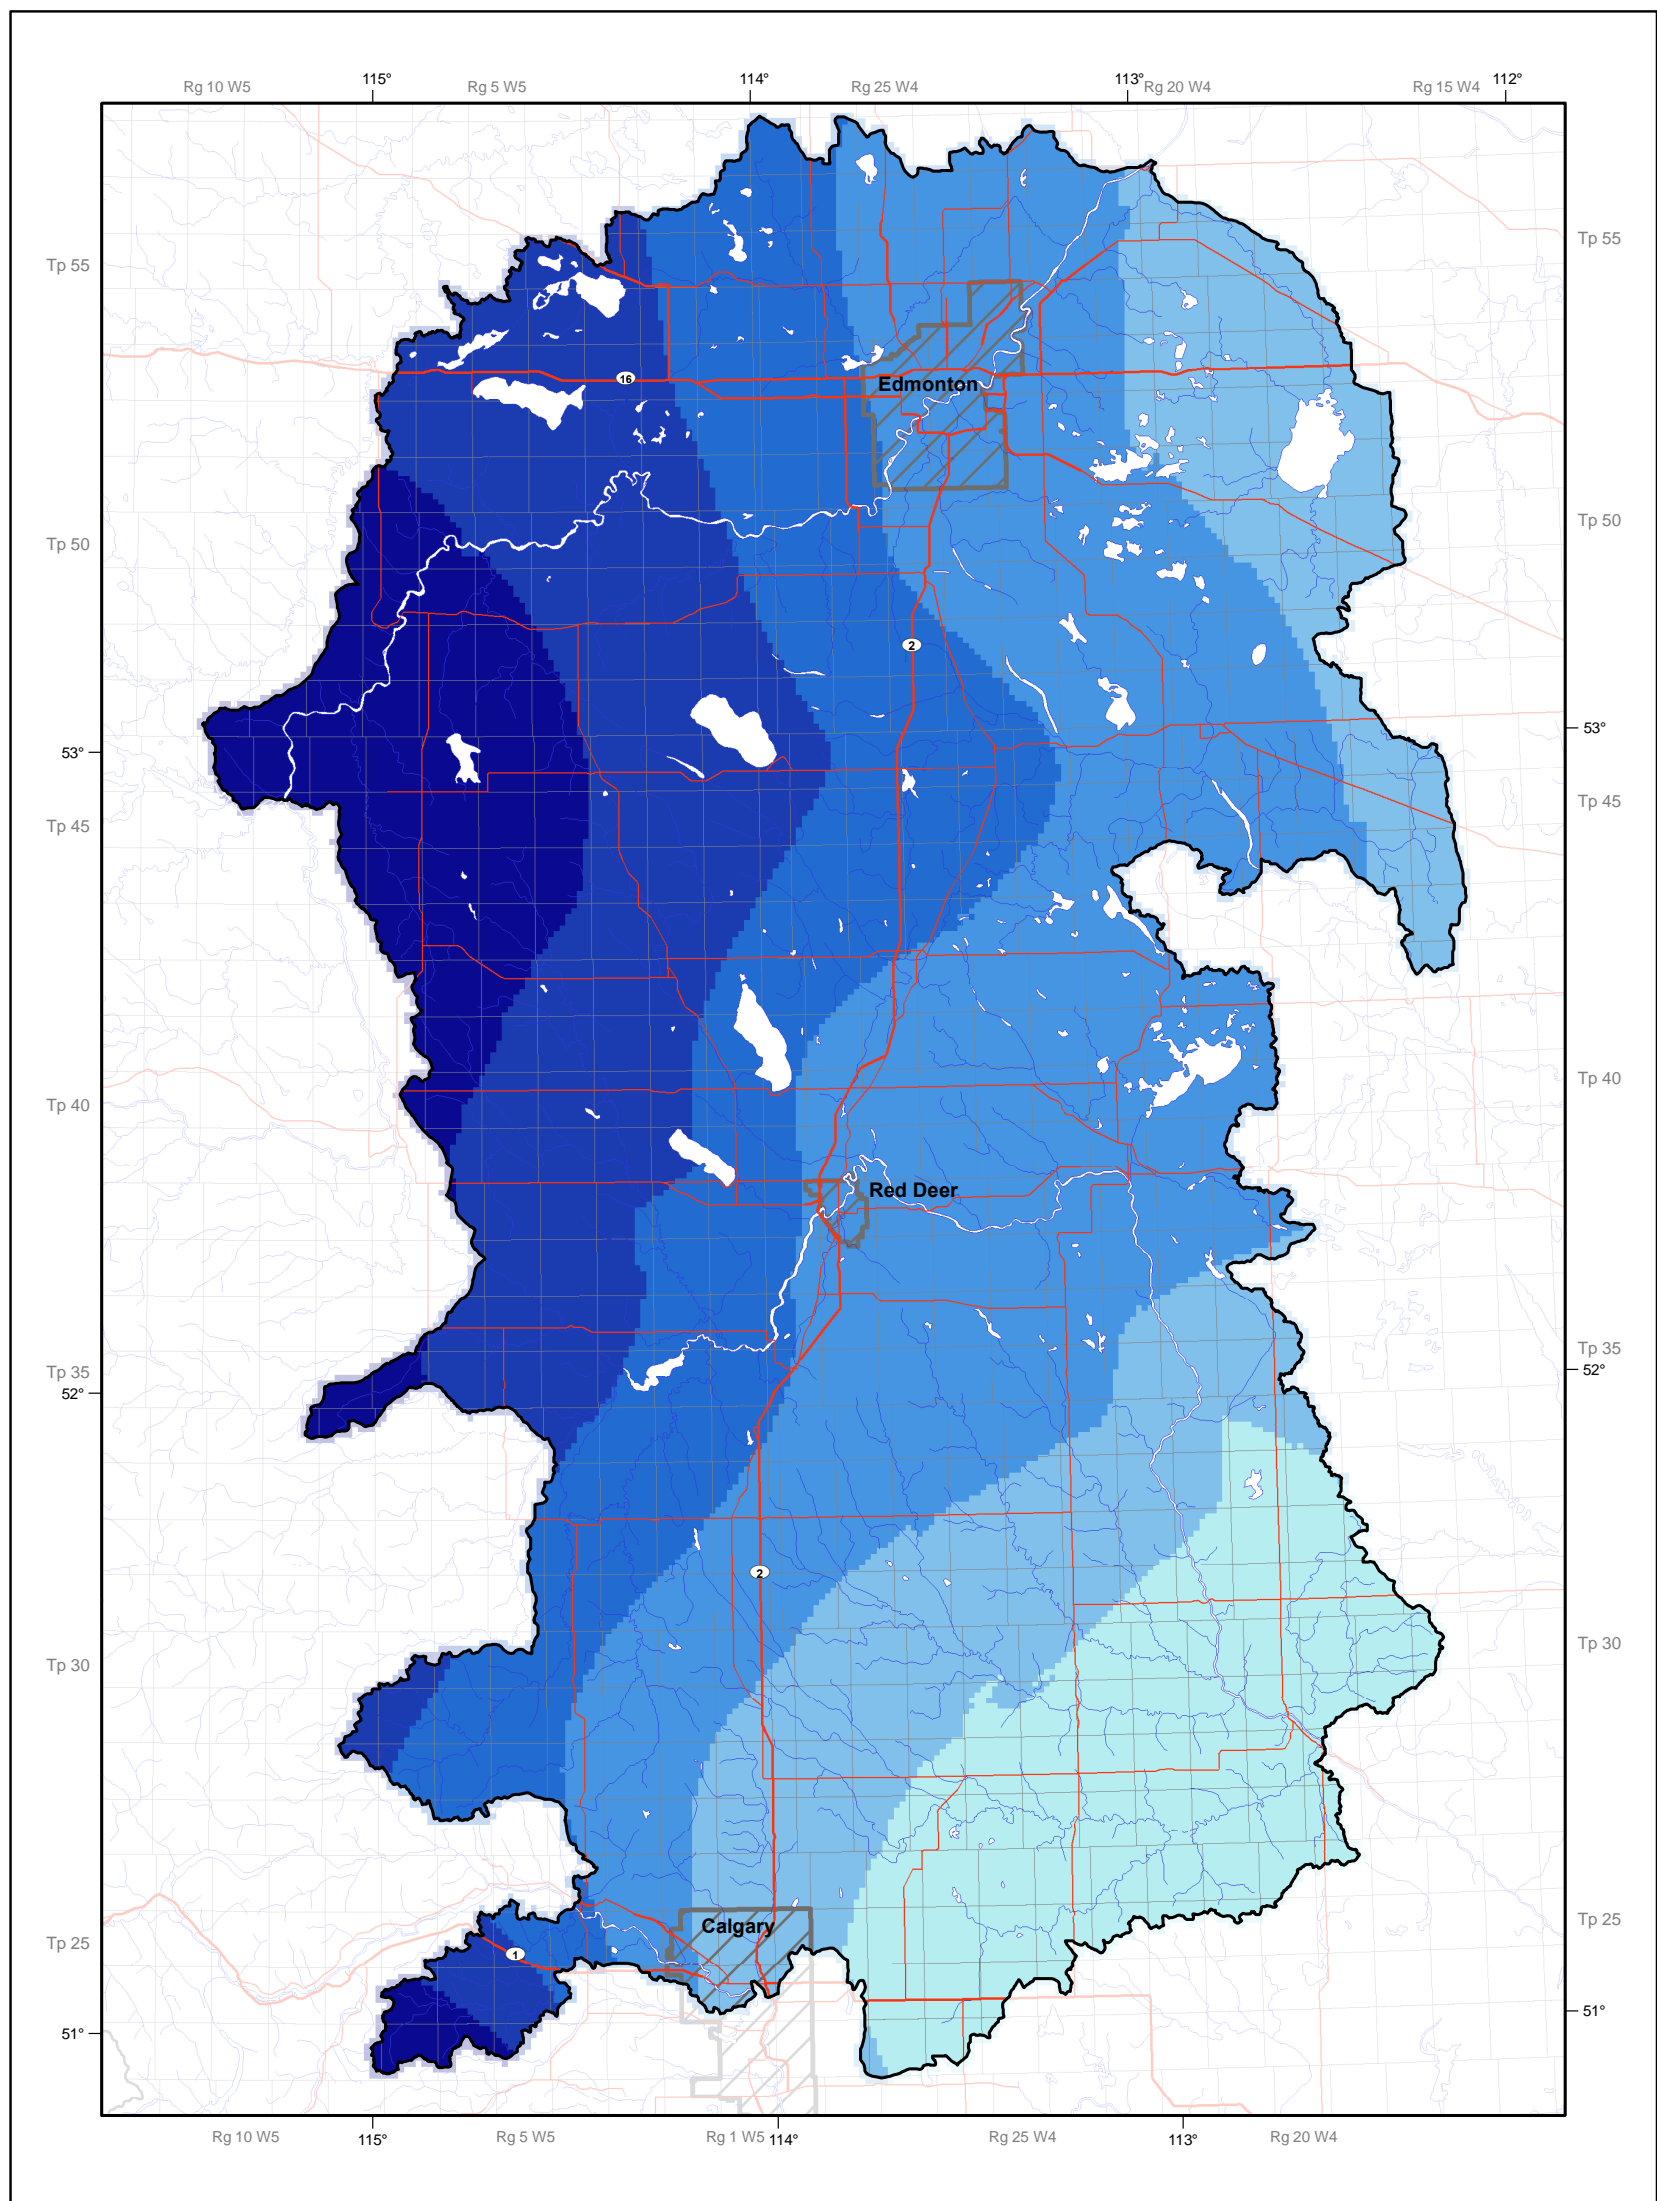 115° 114° 113° 112°
Rg 10 W5 Rg 5 W5 Rg 25 W4 Rg 20 W4 Rg 15 W4
Tp 55 Tp 55
16
Edmonton
Tp 50 Tp 50
2
53° 53°
Tp 45 Tp 45
Tp 40 Tp 40
Red Deer
Tp 35 Tp 35
52° 52°
2
Tp 30 Tp 30
Calgary
Tp 25 Tp 25
1
51° 51°
Rg 10 W5 115° Rg 5 W5 Rg 1 W5 114° Rg 25 W4 113° Rg 20 W4